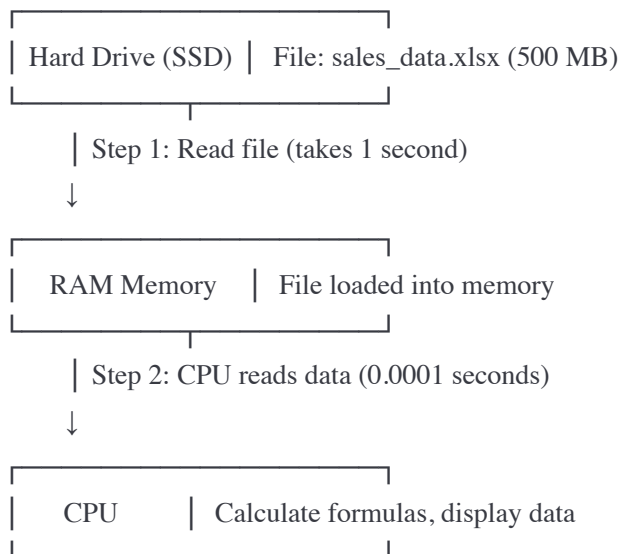 Hard Drive (SSD) File: sales_data.xlsx (500 MB)
Step 1: Read file (takes 1 second)
↓
RAM Memory File loaded into memory
Step 2: CPU reads data (0.0001 seconds)
↓
CPU Calculate formulas, display data